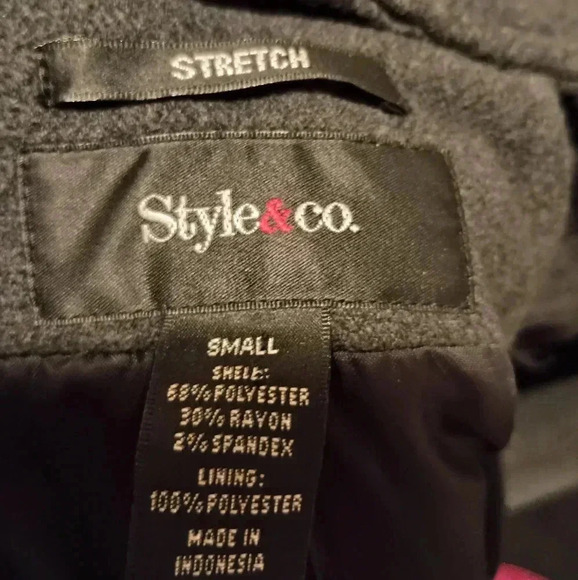 STRETCH
Style&co.
SMALL
SHELL:
68%POLYESTER
30%RAYON
2%SPANDEX
LINING:
100%POLYESTER
MADE IN
INDONESIA